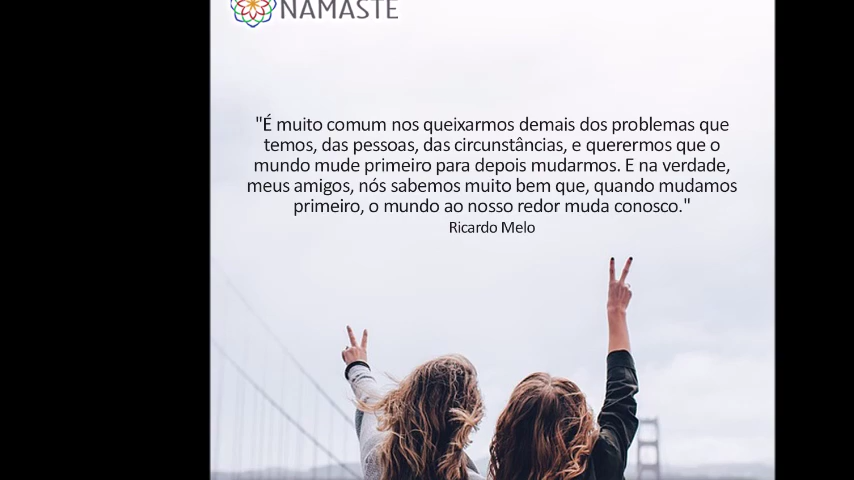 NAMASTE
"É muito comum nos queixarmos demais dos problemas que
temos, das pessoas, das circunstâncias, e querermos que o
mundo mude primeiro para depois mudarmos. E na verdade,
meus amigos, nós sabemos muito bem que, quando mudamos
primeiro, o mundo ao nosso redor muda conosco."
Ricardo Melo